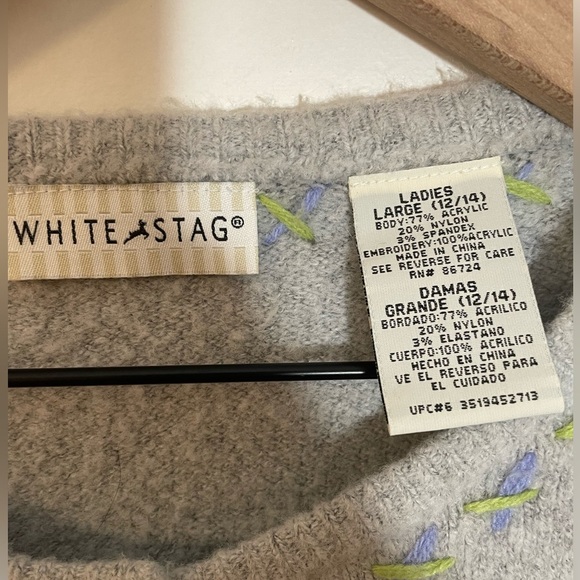 WHITE STAG®
LADIES
LARGE (12/14)
BODY:77% ACRYLIC
20% NYLON
3% SPANDEX
EMBROIDERY:100%ACRYLIC
MADE IN CHINA
SEE REVERSE FOR CARE
RN# 86724
DAMAS
GRANDE (12/14)
BORDADO:77% ACRILICO
20% NYLON
3% ELASTANO
CUERPO:100% ACRILICO
HECHO EN CHINA
VE EL REVERSO PARA
EL CUIDADO
UPC#6 3519452713